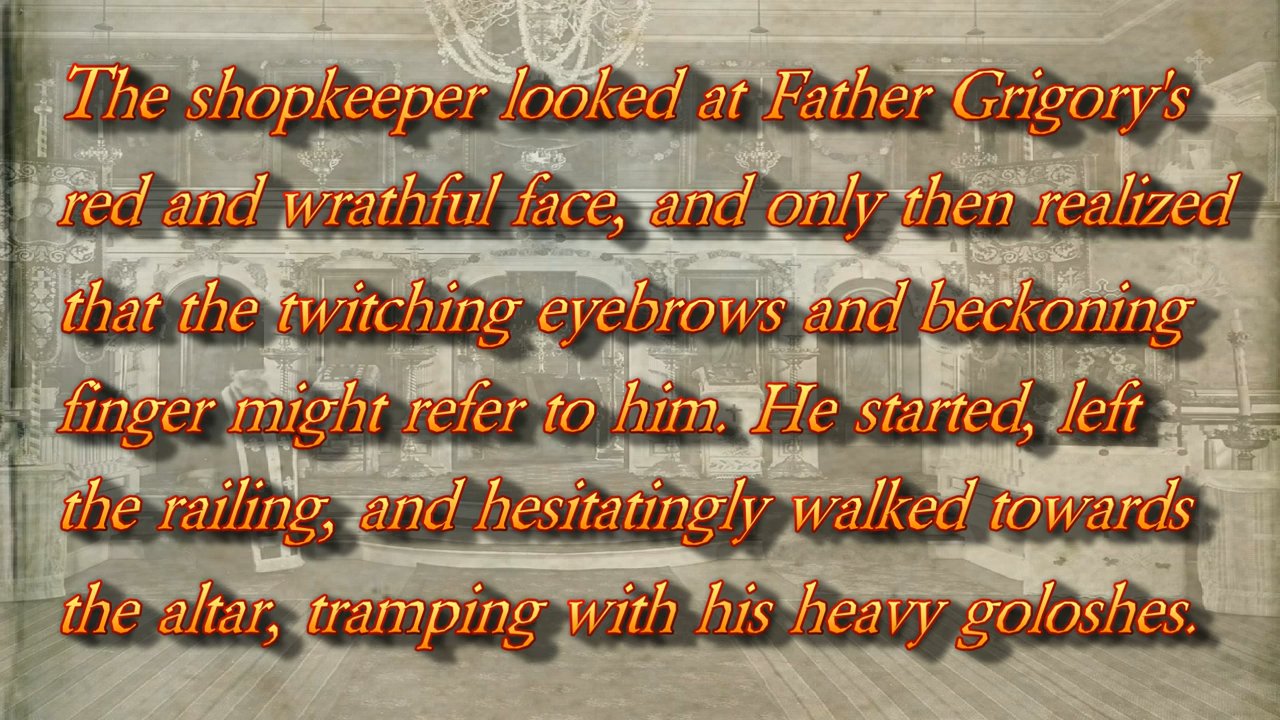 The shopkeeper looked at Father Grigory's
red and wrathful face, and only then realized
that the twitching eyebrows and beckoning
finger might refer to him. He started, left
the railing, and hesitatingly walked towards
the altar, tramping with his heavy goloshes.